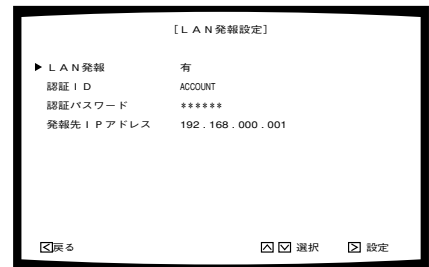 ［ＬＡＮ発報設定］
▶ ＬＡＮ発報　有
認証ＩＤ　ACCOUNT
認証パスワード　******
発報先ＩＰアドレス　192.168.000.001
戻る　選択　設定